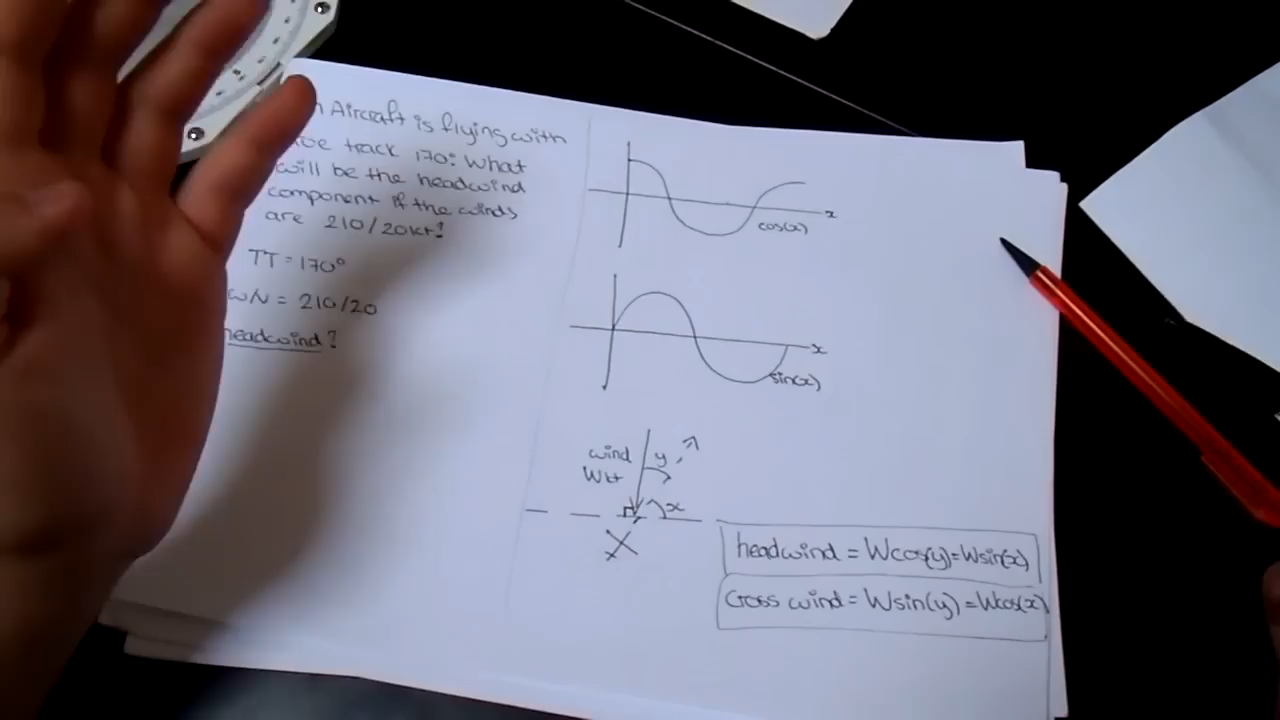 Aircraft is flying with
track 170: What
will be the headwind
component if the winds
are 210/20kt?
TT = 170°
W/V = 210/20
headwind?
x
cos(x)
x
sin(x)
wind
y
x
headwind = Wcos(y)=Wsin(x)
Cross wind = Wsin(y)=Wcos(x)